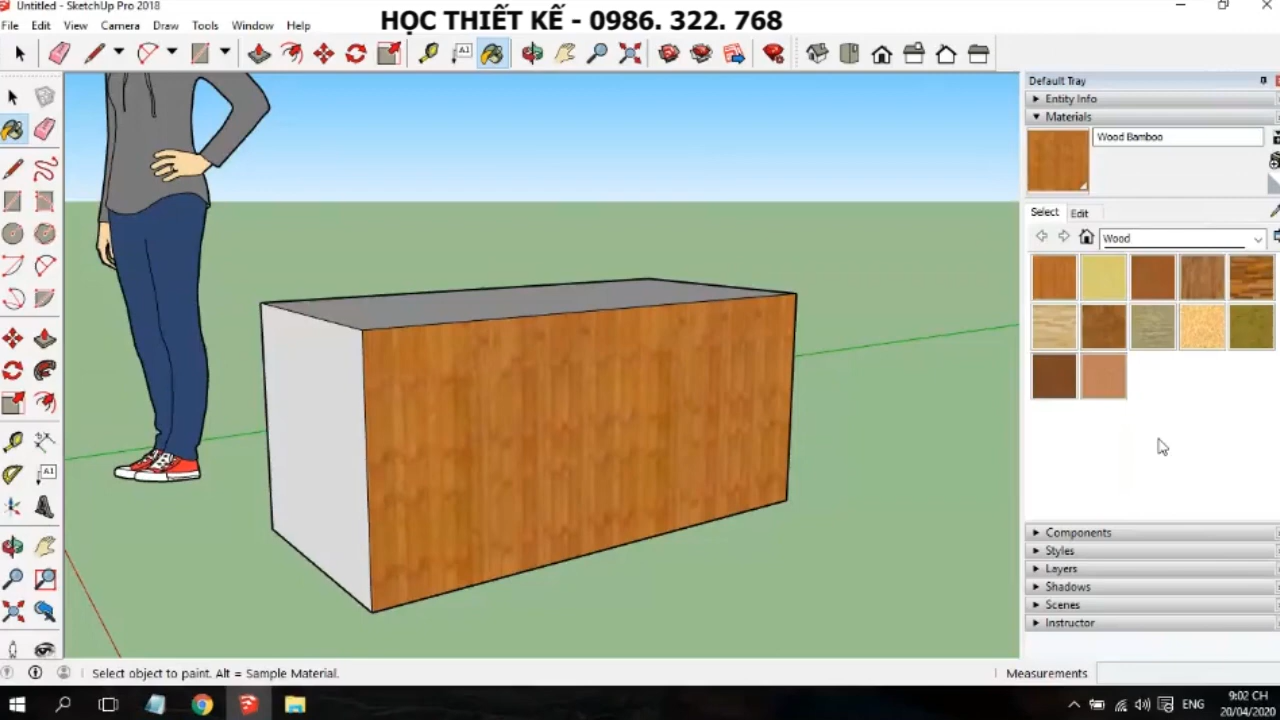 Untitled - SketchUp Pro 2018
File Edit View Camera Draw Tools Window Help
HỌC THIẾT KẾ - 0986. 322. 768
A1
Default Tray
Entity Info
Materials
Wood Bamboo
Select Edit
Wood
A1
Components
Styles
Layers
Shadows
Scenes
Instructor
Select object to paint. Alt = Sample Material.
Measurements
ENG
9:02 CH
20/04/2020